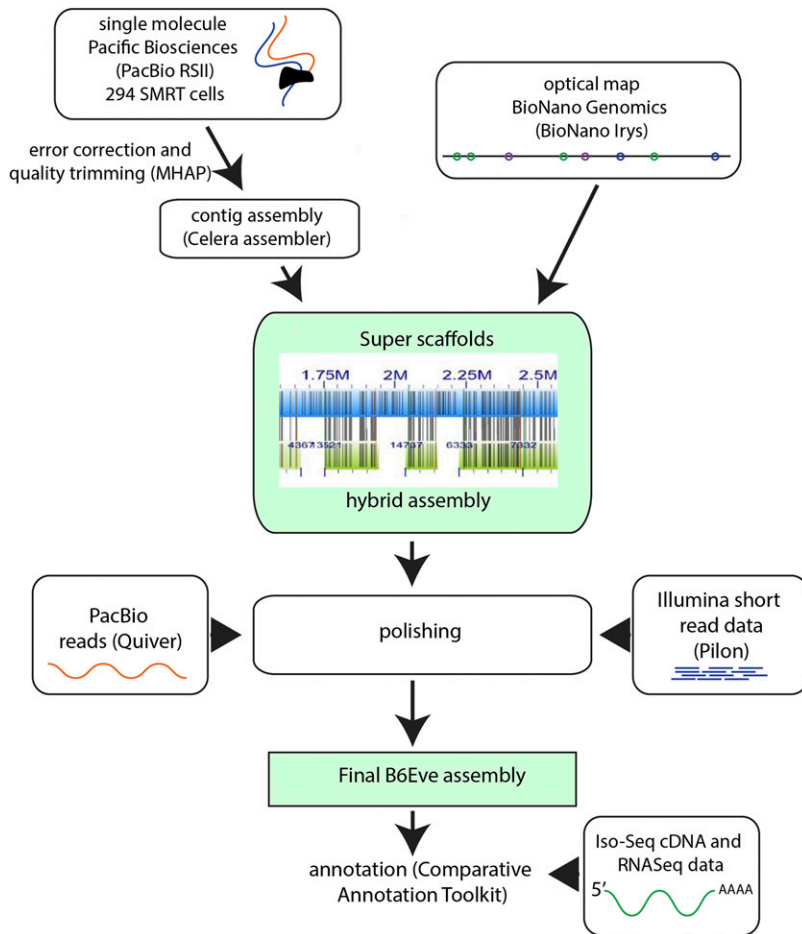 single molecule
Pacific Biosciences
(PacBio RSII)
294 SMRT cells
optical map
BioNano Genomics
(BioNano Irys)
error correction and
quality trimming (MHAP)
contig assembly
(Celera assembler)
Super scaffolds
1.75M 2M 2.25M 2.5M
4367 13521 14737 6333 7032
hybrid assembly
PacBio
reads (Quiver)
polishing
Illumina short
read data
(Pilon)
Final B6Eve assembly
annotation (Comparative
Annotation Toolkit)
Iso-Seq cDNA and
RNASeq data
5’ AAAA